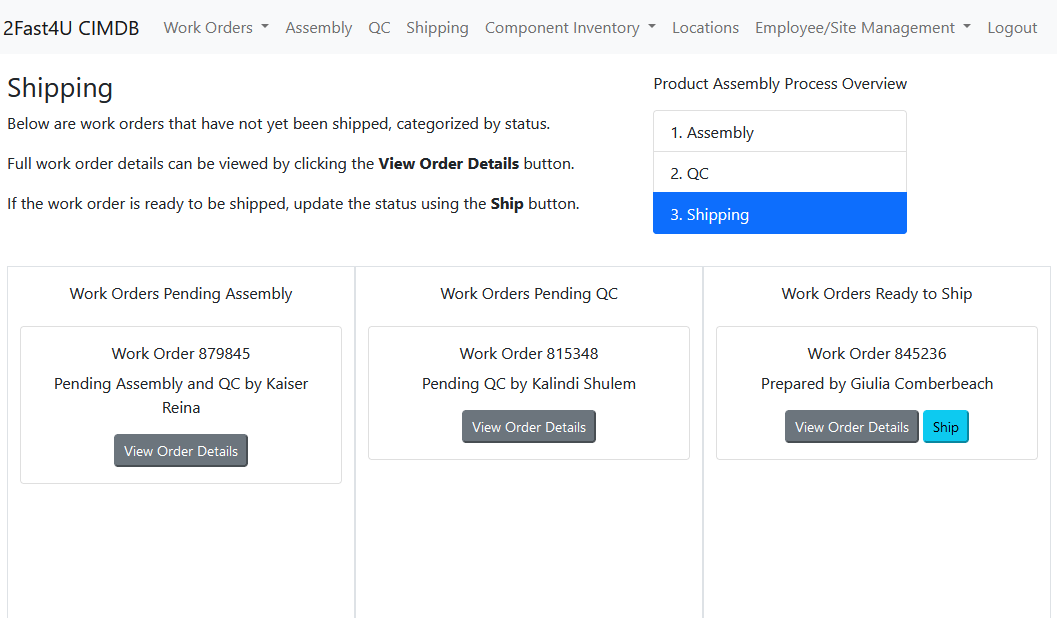 2Fast4U CIMDB Work Orders Assembly QC Shipping Component Inventory Locations Employee/Site Management Logout
Shipping
Below are work orders that have not yet been shipped, categorized by status.
Full work order details can be viewed by clicking the View Order Details button.
If the work order is ready to be shipped, update the status using the Ship button.
Product Assembly Process Overview
1. Assembly
2. QC
3. Shipping
Work Orders Pending Assembly
Work Order 879845
Pending Assembly and QC by Kaiser
Reina
View Order Details
Work Orders Pending QC
Work Order 815348
Pending QC by Kalindi Shulem
View Order Details
Work Orders Ready to Ship
Work Order 845236
Prepared by Giulia Comberbeach
View Order Details Ship